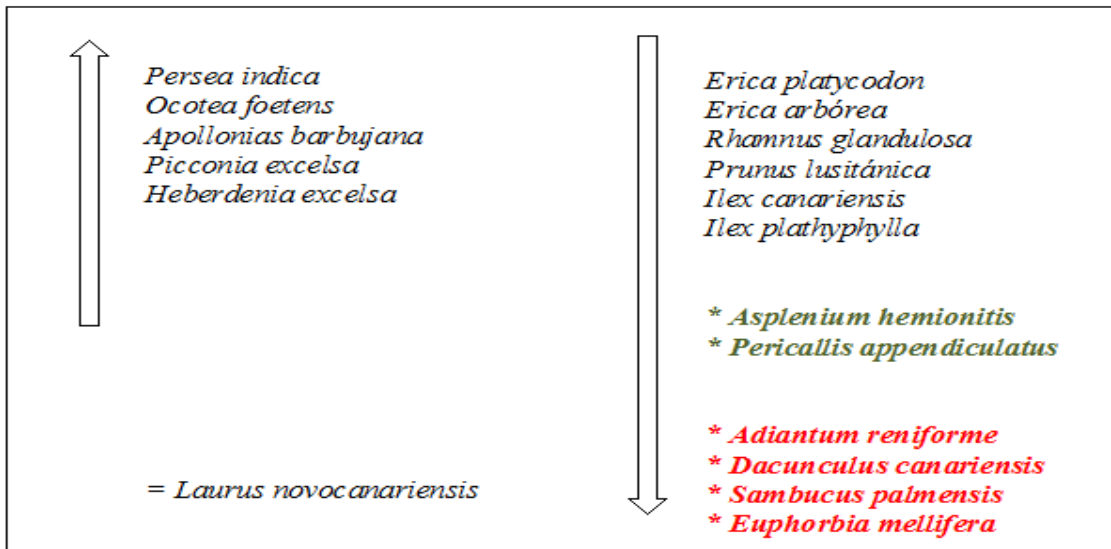 Persea indica
Ocotea foetens
Apollonias barbujana
Picconia excelsa
Heberdenia excelsa
= Laurus novocanariensis
Erica platycodon
Erica arbórea
Rhamnus glandulosa
Prunus lusitánica
Ilex canariensis
Ilex plathyphylla
* Asplenium hemionitis
* Pericallis appendiculatus
* Adiantum reniforme
* Dacunculus canariensis
* Sambucus palmensis
* Euphorbia mellifera